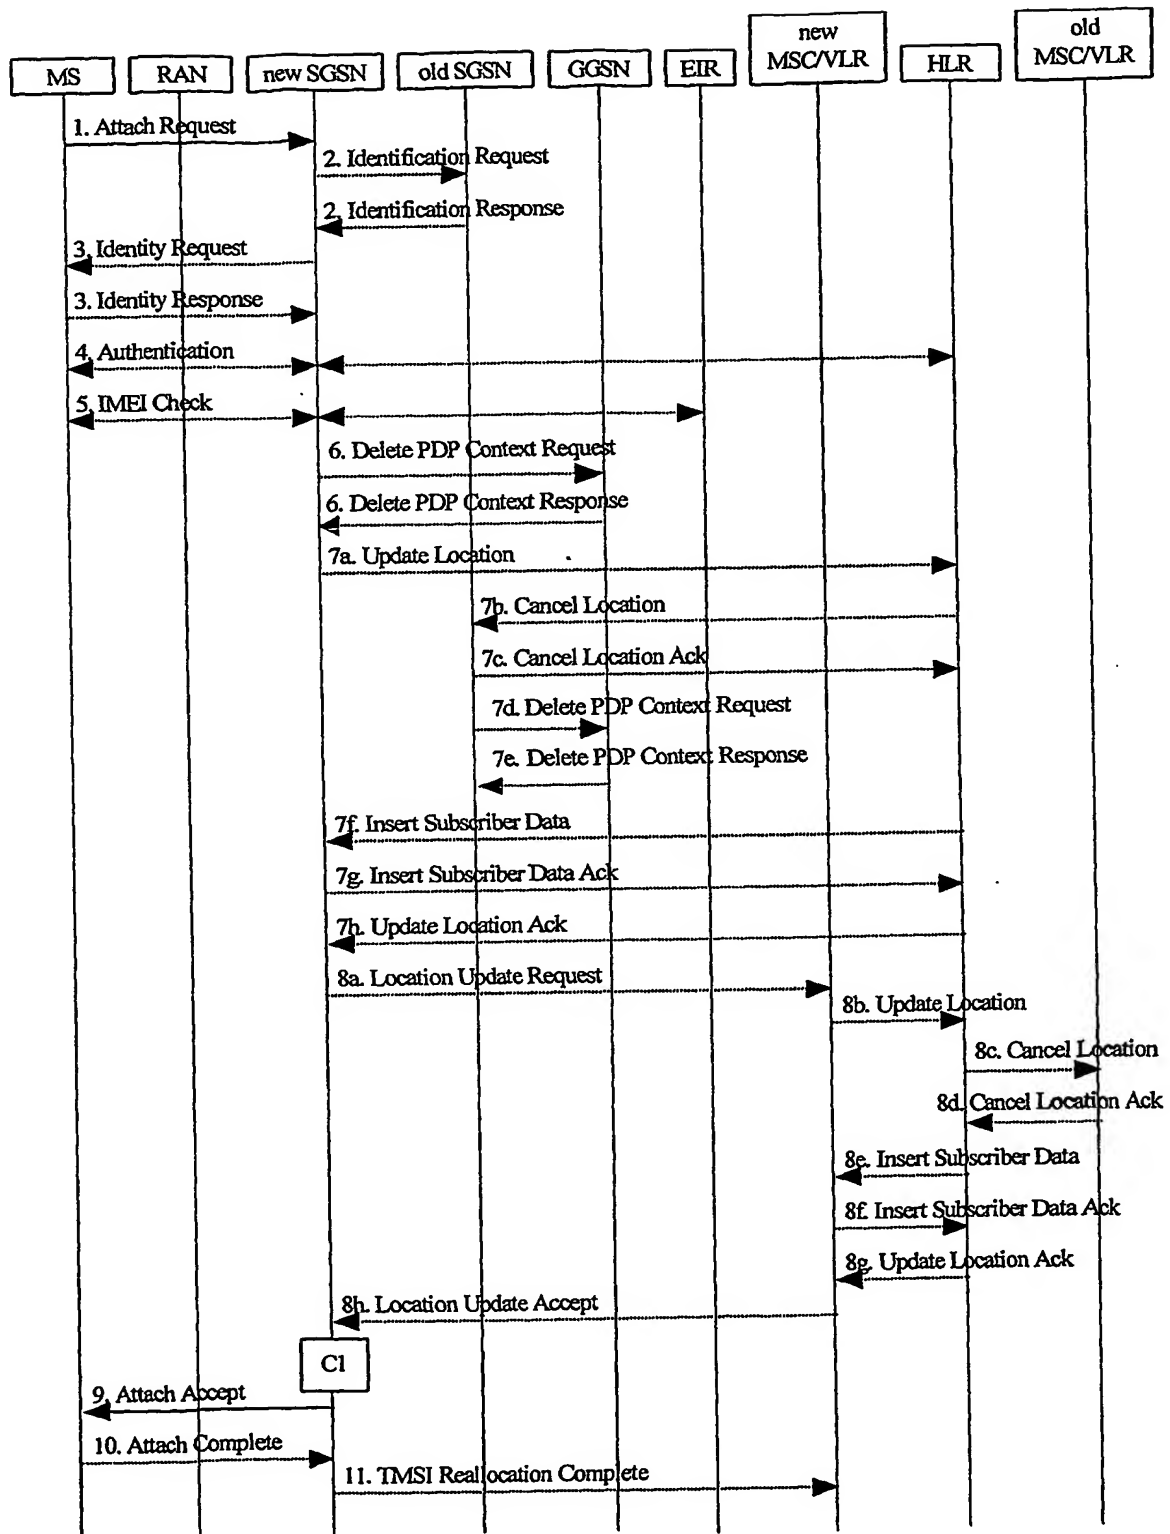 MS
RAN
new SGSN
old SGSN
GGSN
EIR
new
MSC/VLR
HLR
old
MSC/VLR
1. Attach Request
2. Identification Request
2. Identification Response
3. Identity Request
3. Identity Response
4. Authentication
5. IMEI Check
6. Delete PDP Context Request
6. Delete PDP Context Response
7a. Update Location
7b. Cancel Location
7c. Cancel Location Ack
7d. Delete PDP Context Request
7e. Delete PDP Context Response
7f. Insert Subscriber Data
7g. Insert Subscriber Data Ack
7h. Update Location Ack
8a. Location Update Request
8b. Update Location
8c. Cancel Location
8d. Cancel Location Ack
8e. Insert Subscriber Data
8f. Insert Subscriber Data Ack
8g. Update Location Ack
8h. Location Update Accept
C1
9. Attach Accept
10. Attach Complete
11. TMSI Reallocation Complete